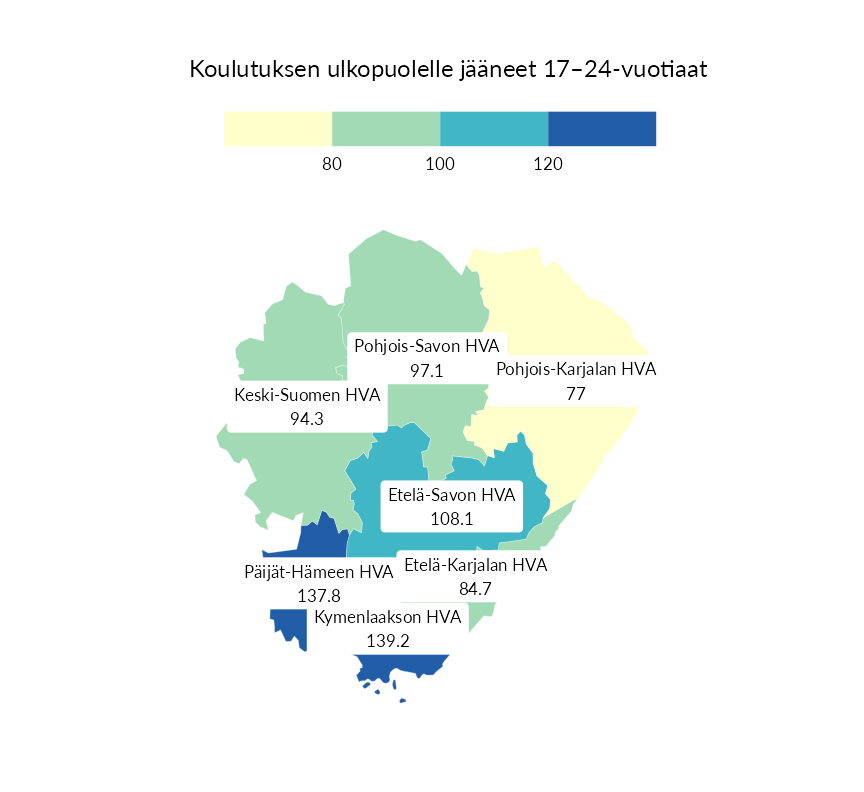 Koulutuksen ulkopuolelle jääneet 17–24-vuotiaat
80
100
120
Pohjois-Savon HVA
97.1
Pohjois-Karjalan HVA
77
Keski-Suomen HVA
94.3
Etelä-Savon HVA
108.1
Etelä-Karjalan HVA
84.7
Päijät-Hämeen HVA
137.8
Kymenlaakson HVA
139.2